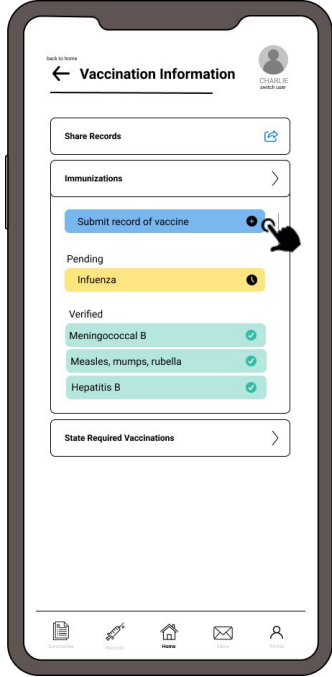 back to home
Vaccination Information
CHARLIE
switch user
Share Records
Immunizations
Submit record of vaccine
Pending
Infuenza
Verified
Meningococcal B
Measles, mumps, rubella
Hepatitis B
State Required Vaccinations
Summaries
Records
Home
Inbox
Profile